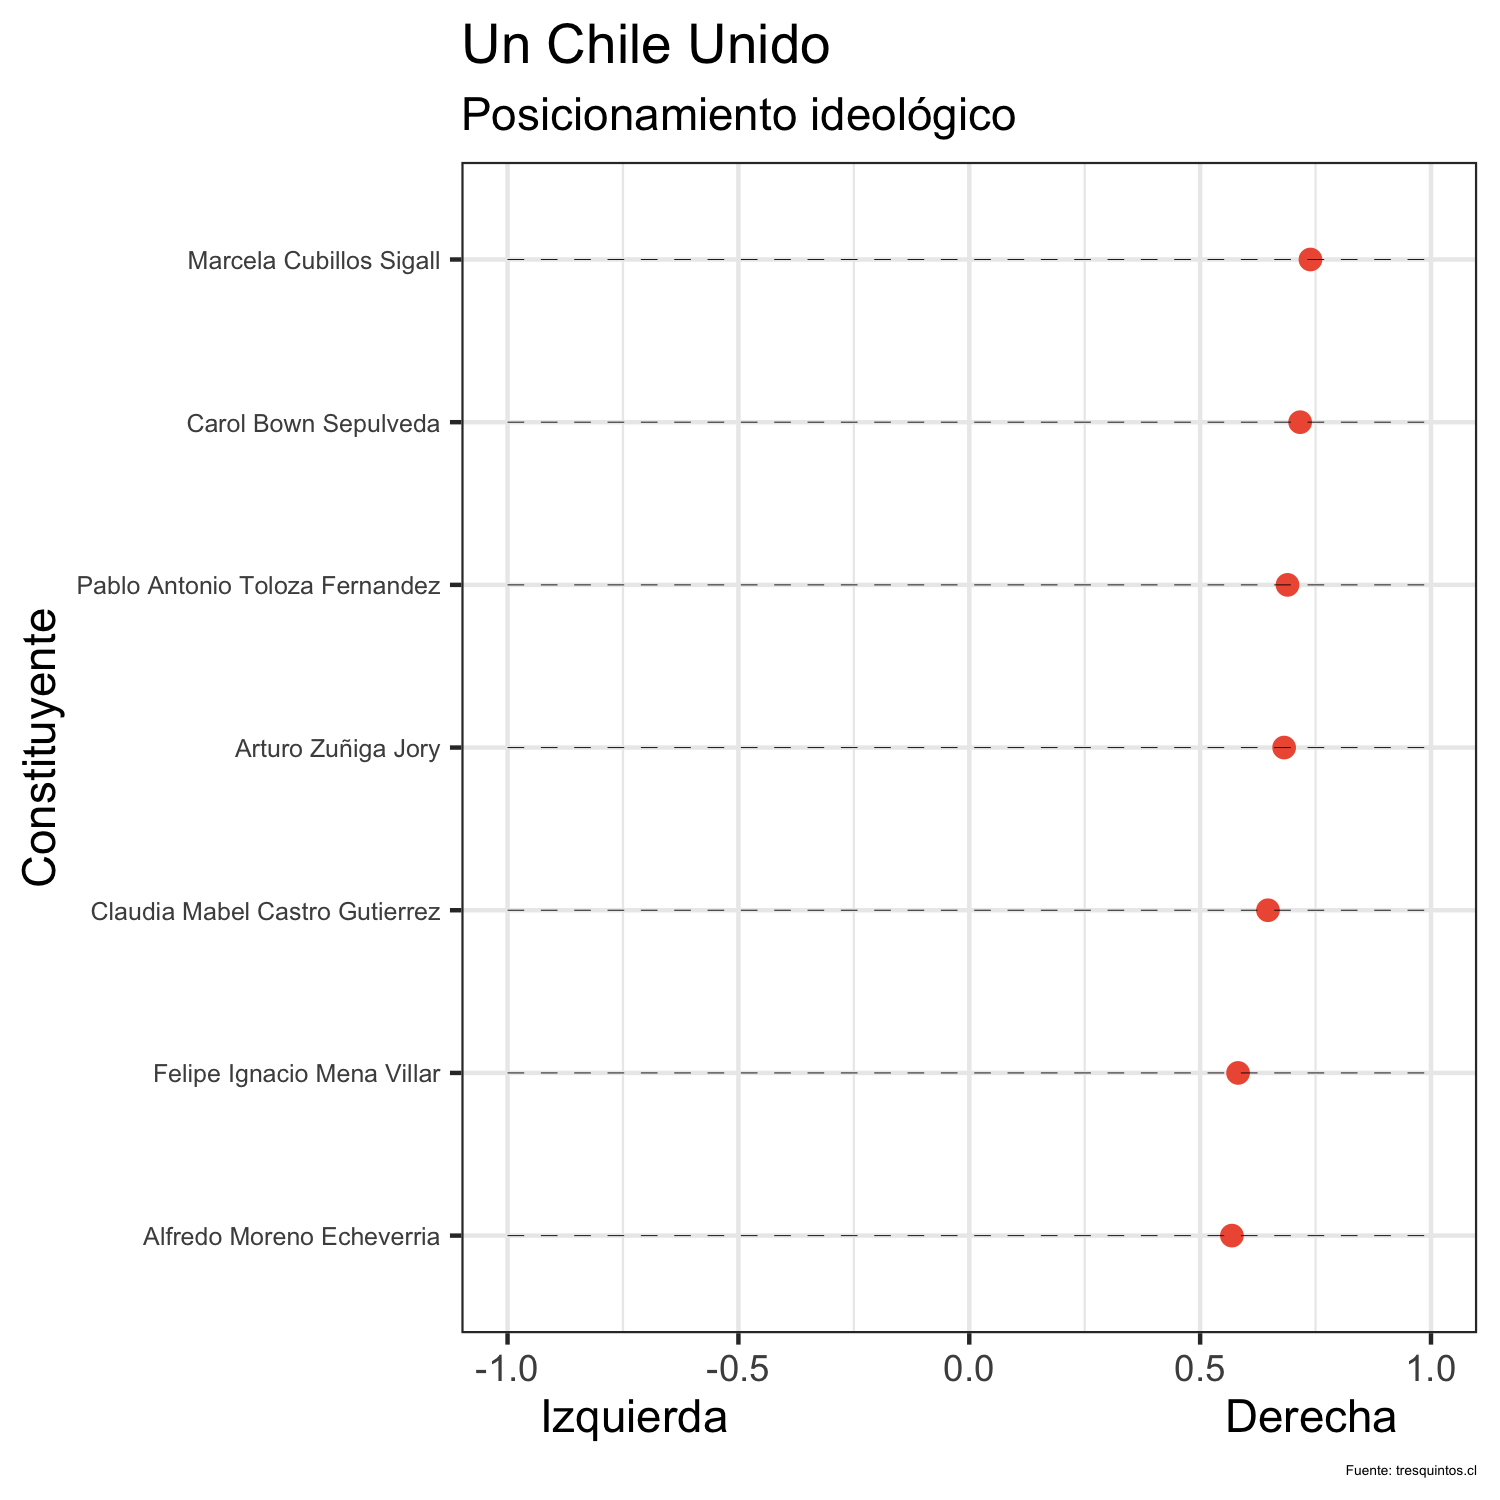 Un Chile Unido
Posicionamiento ideológico
Constituyente
Marcela Cubillos Sigall
Carol Bown Sepulveda
Pablo Antonio Toloza Fernandez
Arturo Zuñiga Jory
Claudia Mabel Castro Gutierrez
Felipe Ignacio Mena Villar
Alfredo Moreno Echeverria
-1.0 -0.5 0.0 0.5 1.0
Izquierda Derecha
Fuente: tresquintos.cl